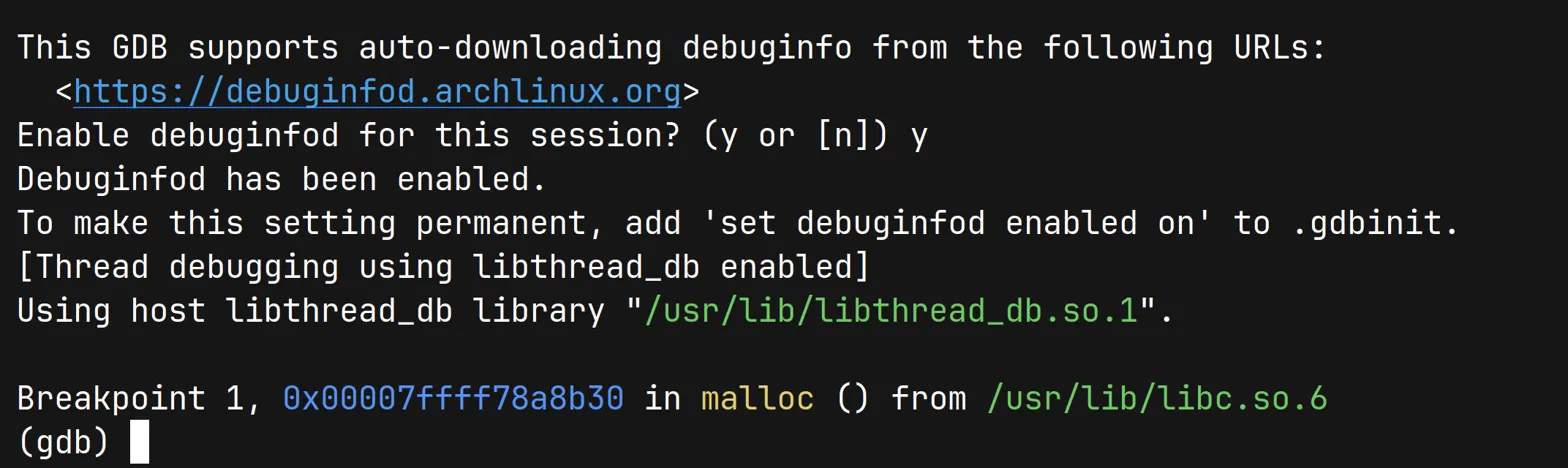 This GDB supports auto-downloading debuginfo from the following URLs:
<https://debuginfod.archlinux.org>
Enable debuginfod for this session? (y or [n]) y
Debuginfod has been enabled.
To make this setting permanent, add 'set debuginfod enabled on' to .gdbinit.
[Thread debugging using libthread_db enabled]
Using host libthread_db library "/usr/lib/libthread_db.so.1".
Breakpoint 1, 0x00007ffff78a8b30 in malloc () from /usr/lib/libc.so.6
(gdb)